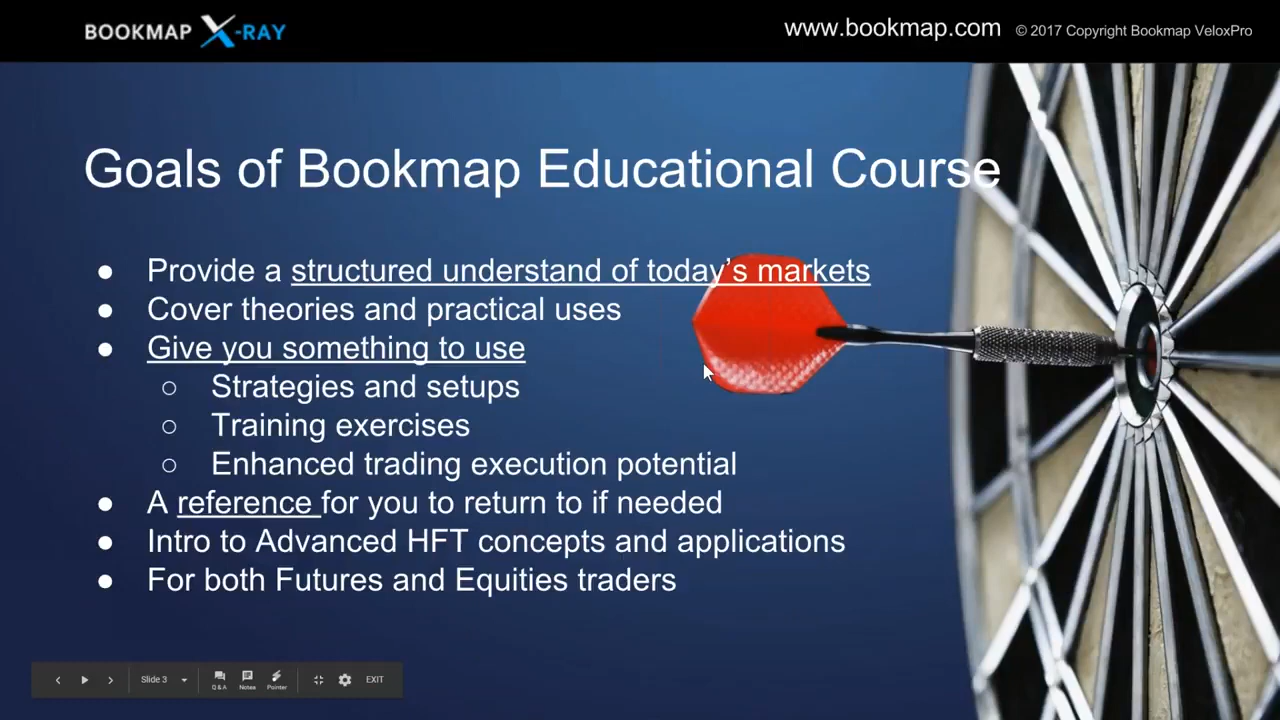 BOOKMAP X-RAY
www.bookmap.com © 2017 Copyright Bookmap VeloxPro
Goals of Bookmap Educational Course
● Provide a structured understand of today's markets
● Cover theories and practical uses
● Give you something to use
○ Strategies and setups
○ Training exercises
○ Enhanced trading execution potential
● A reference for you to return to if needed
● Intro to Advanced HFT concepts and applications
● For both Futures and Equities traders
Slide 3 Q&A Notes Pointer EXIT